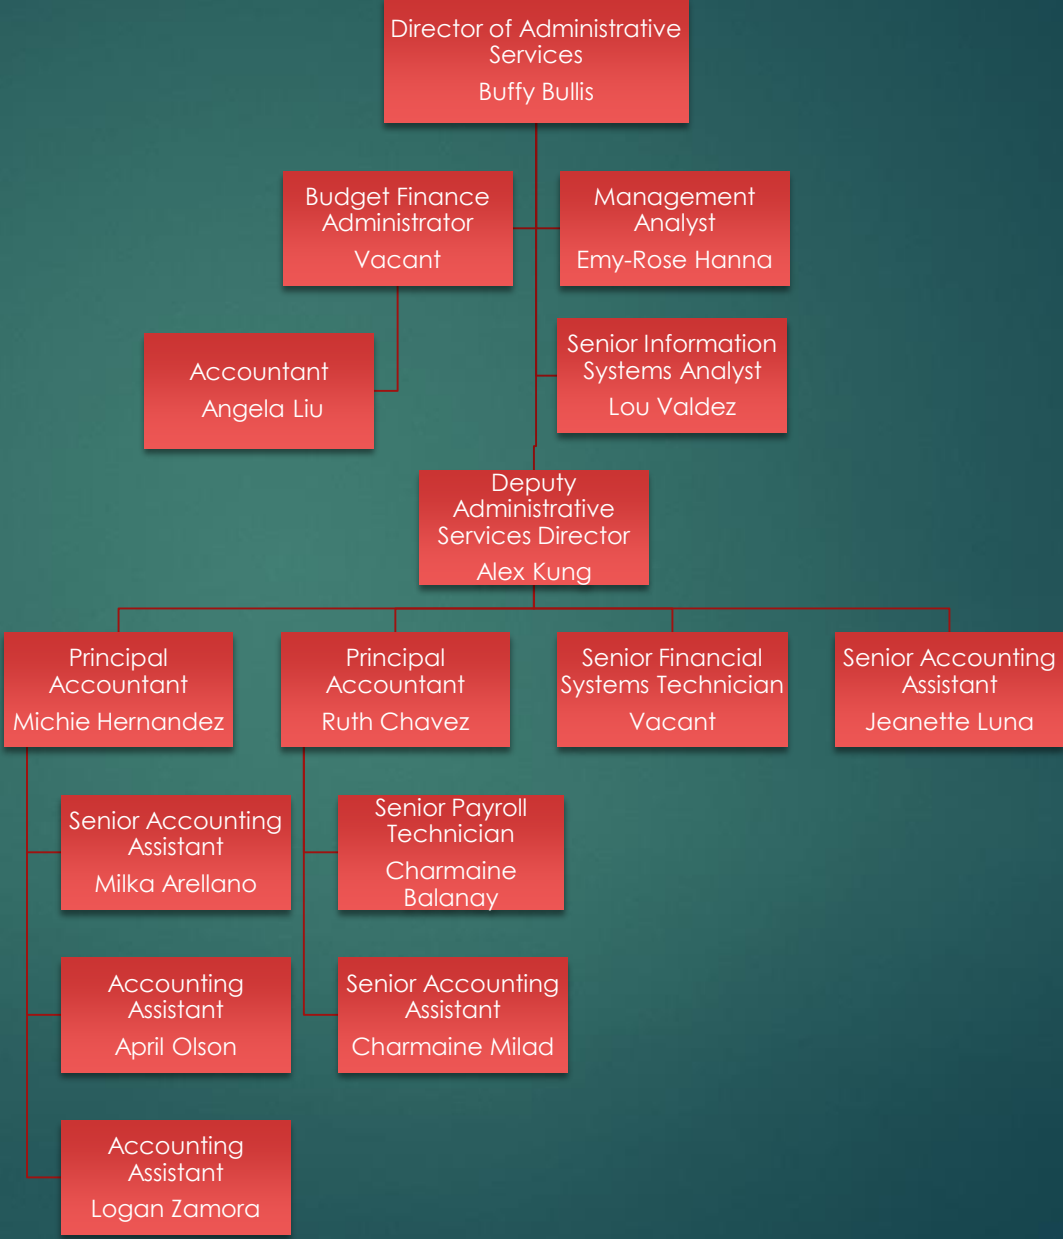 Director of Administrative
Services
Buffy Bullis
Budget Finance
Administrator
Vacant
Management
Analyst
Emy-Rose Hanna
Accountant
Angela Liu
Senior Information
Systems Analyst
Lou Valdez
Deputy
Administrative
Services Director
Alex Kung
Principal
Accountant
Michie Hernandez
Principal
Accountant
Ruth Chavez
Senior Financial
Systems Technician
Vacant
Senior Accounting
Assistant
Jeanette Luna
Senior Accounting
Assistant
Milka Arellano
Senior Payroll
Technician
Charmaine
Balanay
Accounting
Assistant
April Olson
Senior Accounting
Assistant
Charmaine Milad
Accounting
Assistant
Logan Zamora